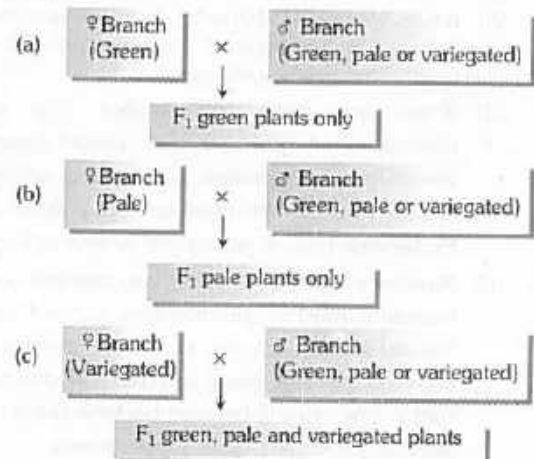 (a)
♀Branch
(Green)
×
♂ Branch
(Green, pale or variegated)
F₁ green plants only
(b)
♀Branch
(Pale)
×
♂ Branch
(Green, pale or variegated)
F₁ pale plants only
(c)
♀Branch
(Variegated)
×
♂ Branch
(Green, pale or variegated)
F₁ green, pale and variegated plants